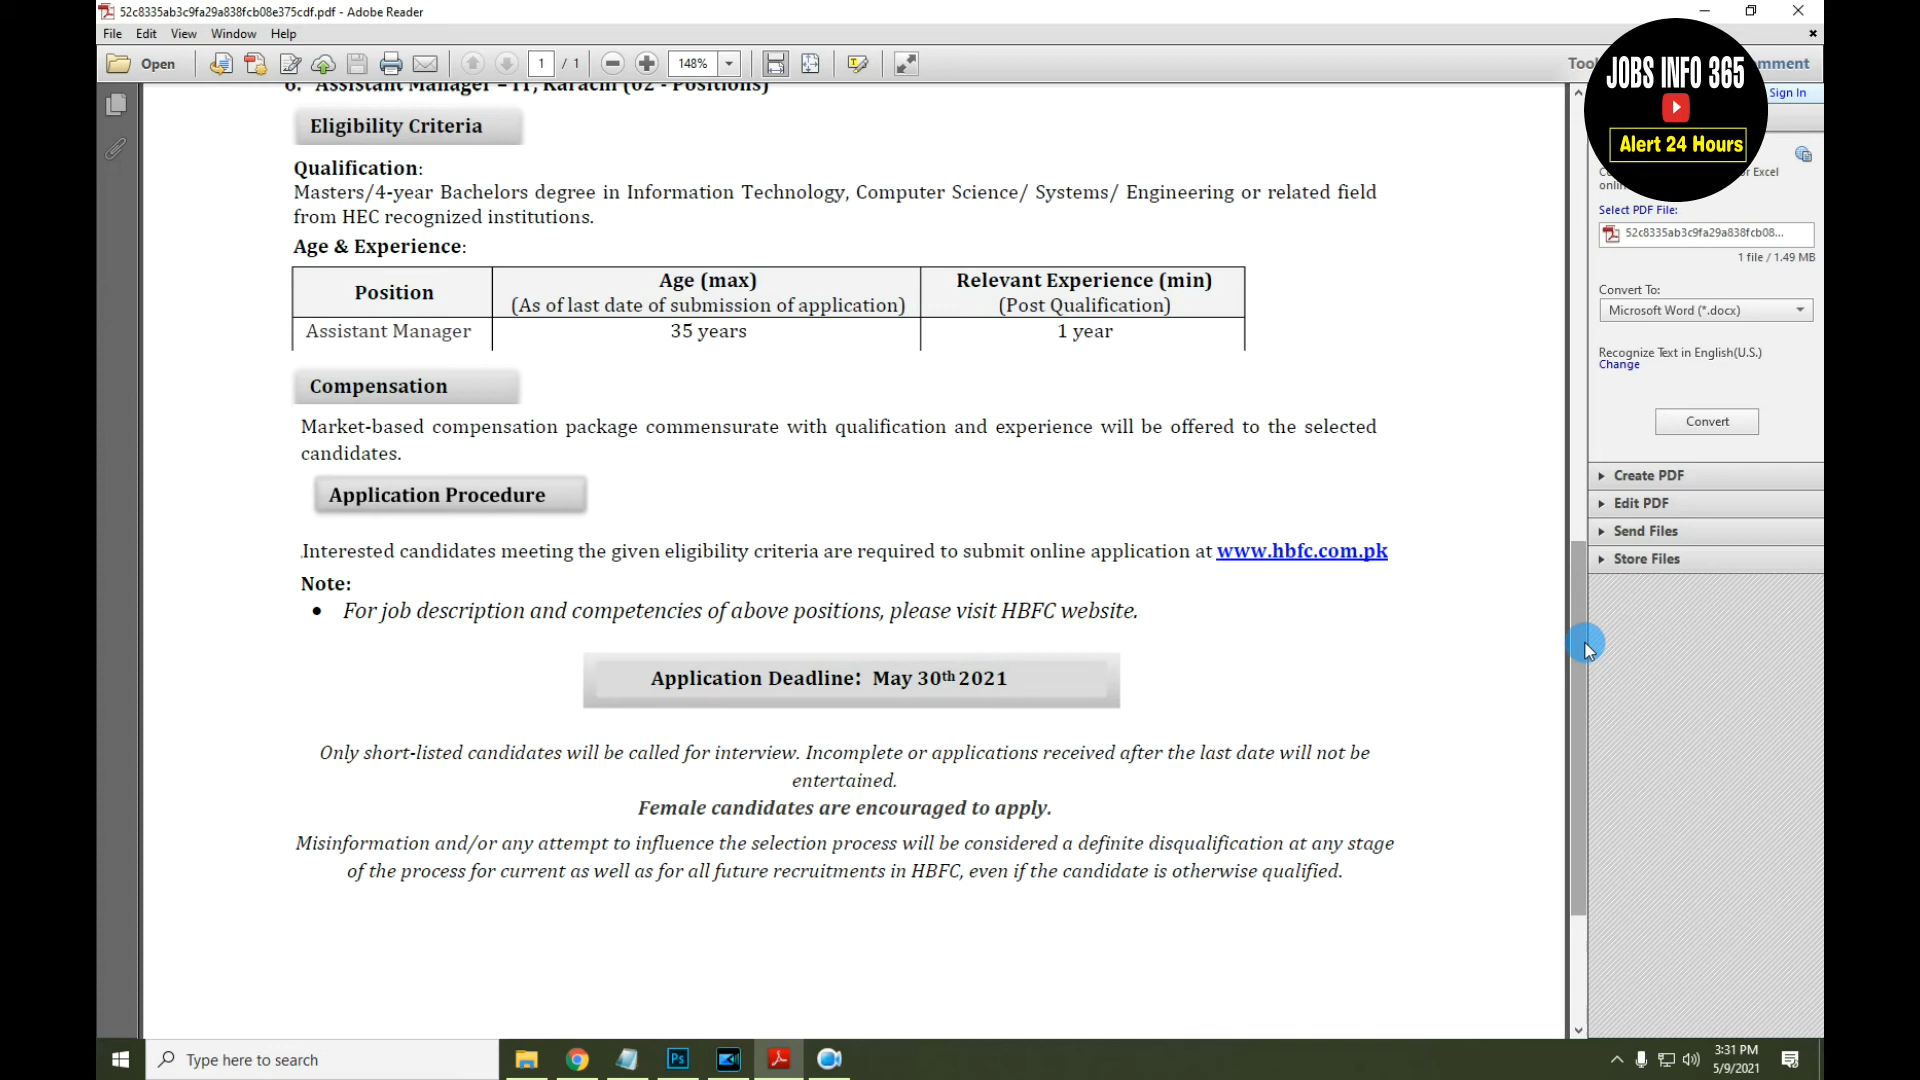 52c8335ab3c9fa29a838fcb08e375cdf.pdf - Adobe Reader
File Edit View Window Help
Open 1 / 1 148% Too mment
JOBS INFO 365
Alert 24 Hours
Sign In
6. Assistant Manager – IT, Karachi (02 - Positions)
Eligibility Criteria
Qualification:
Masters/4-year Bachelors degree in Information Technology, Computer Science/ Systems/ Engineering or related field
from HEC recognized institutions.
Age & Experience:
Position
Age (max)
(As of last date of submission of application)
Relevant Experience (min)
(Post Qualification)
Assistant Manager 35 years 1 year
Compensation
Market-based compensation package commensurate with qualification and experience will be offered to the selected
candidates.
Application Procedure
Interested candidates meeting the given eligibility criteria are required to submit online application at www.hbfc.com.pk
Note:
• For job description and competencies of above positions, please visit HBFC website.
Application Deadline: May 30th 2021
Only short-listed candidates will be called for interview. Incomplete or applications received after the last date will not be
entertained.
Female candidates are encouraged to apply.
Misinformation and/or any attempt to influence the selection process will be considered a definite disqualification at any stage
of the process for current as well as for all future recruitments in HBFC, even if the candidate is otherwise qualified.
Excel
Select PDF File:
52c8335ab3c9fa29a838fcb08...
1 file / 1.49 MB
Convert To:
Microsoft Word (*.docx)
Recognize Text in English(U.S.)
Change
Convert
Create PDF
Edit PDF
Send Files
Store Files
Type here to search
Ps
3:31 PM
5/9/2021